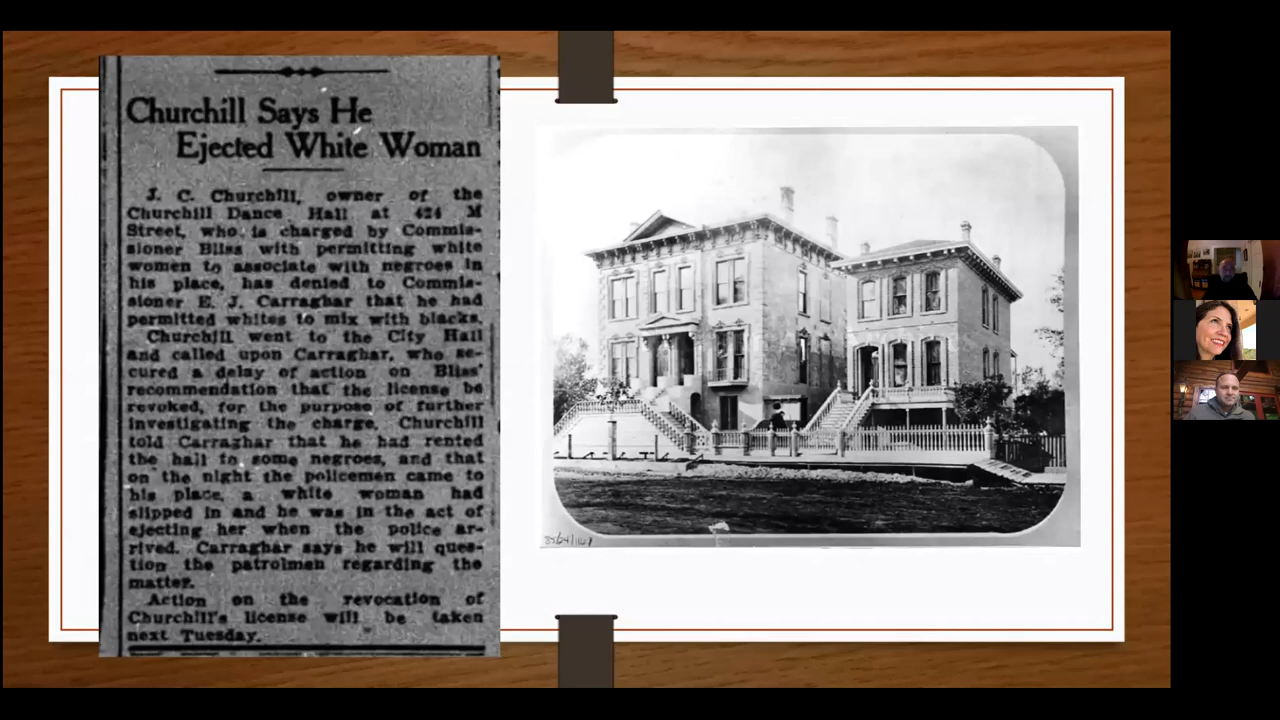 Churchill Says He
Ejected White Woman
J. C. Churchill, owner of the
Churchill Dance Hall at 424 M
Street, who is charged by Commis-
sioner Bliss with permitting white
women to associate with negroes in
his place, has denied to Commis-
sioner E. J. Carraghar that he had
permitted whites to mix with blacks.
Churchill went to the City Hall
and called upon Carraghar, who se-
cured a delay of action on Bliss'
recommendation that the license be
revoked, for the purpose of further
investigating the charge. Churchill
told Carraghar that he had rented
the hall to some negroes, and that
on the night the policemen came to
his place, a white woman had
slipped in and he was in the act of
ejecting her when the police ar-
rived. Carraghar says he will ques-
tion the patrolmen regarding the
matter.
Action on the revocation of
Churchill's license will be taken
next Tuesday.